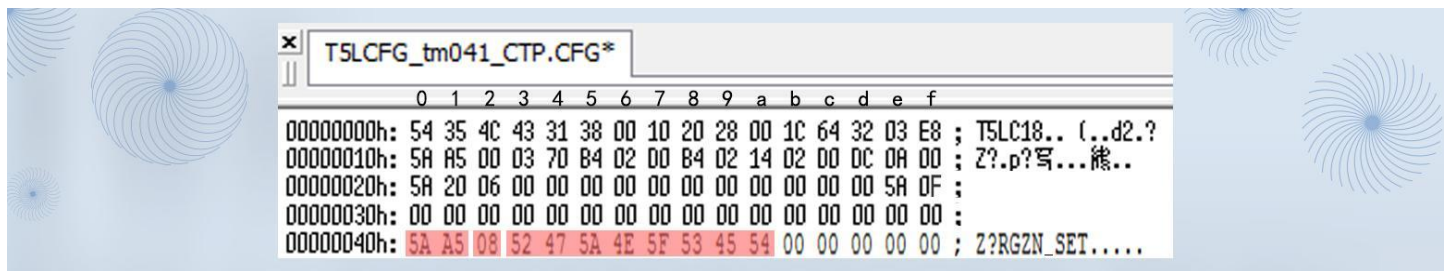 T5LCFG_tm041_CTP.CFG*
0 1 2 3 4 5 6 7 8 9 a b c d e f
00000000h: 54 35 4C 43 31 38 00 10 20 28 00 1C 64 32 03 E8 ; T5LC18.. (..d2.?
00000010h: 5A A5 00 03 70 B4 02 00 B4 02 14 02 00 DC 0A 00 ; Z?.p?写...熊..
00000020h: 5A 20 06 00 00 00 00 00 00 00 00 00 00 00 5A 0F ;
00000030h: 00 00 00 00 00 00 00 00 00 00 00 00 00 00 00 00 ;
00000040h: 5A A5 08 52 47 5A 4E 5F 53 45 54 00 00 00 00 00 ; Z?RGZN_SET.....